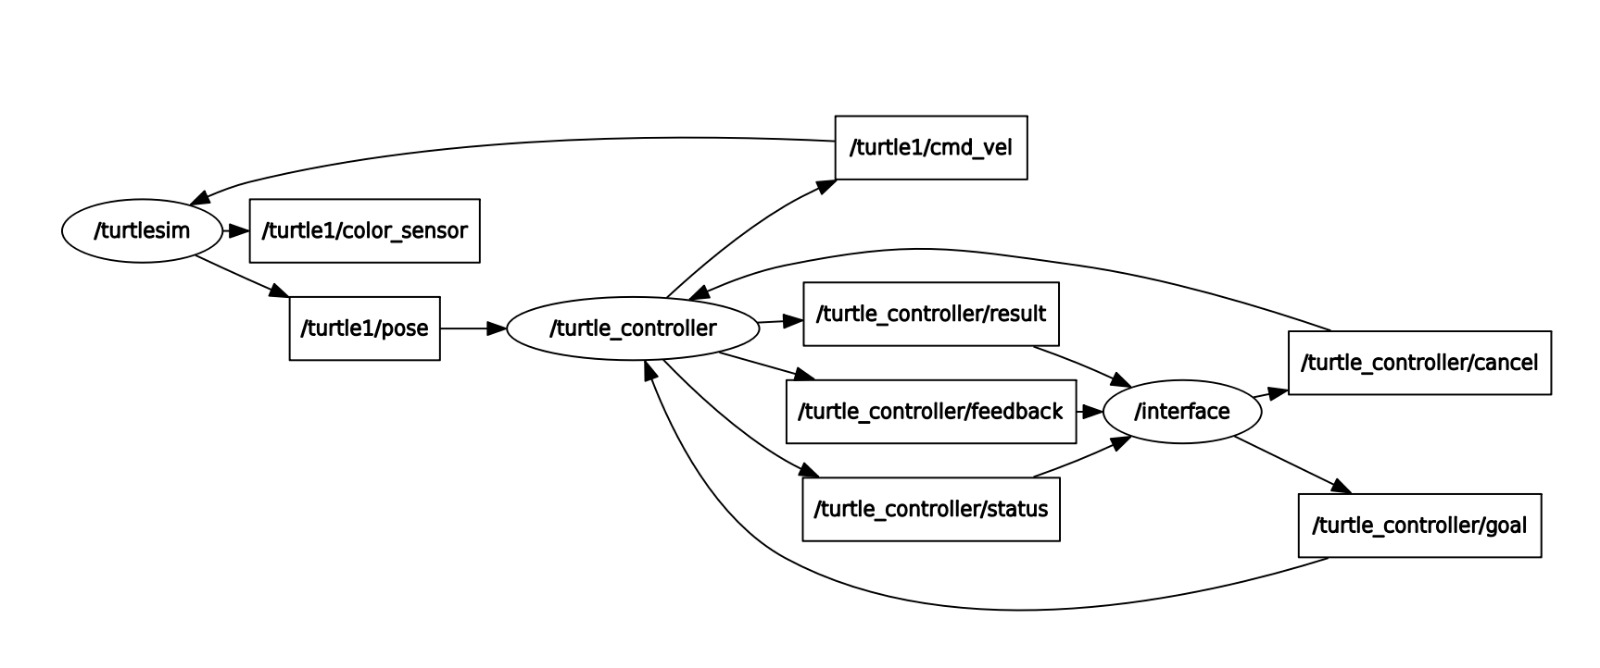 /turtle1/cmd_vel
/turtlesim
/turtle1/color_sensor
/turtle1/pose
/turtle_controller
/turtle_controller/result
/turtle_controller/cancel
/turtle_controller/feedback
/interface
/turtle_controller/status
/turtle_controller/goal